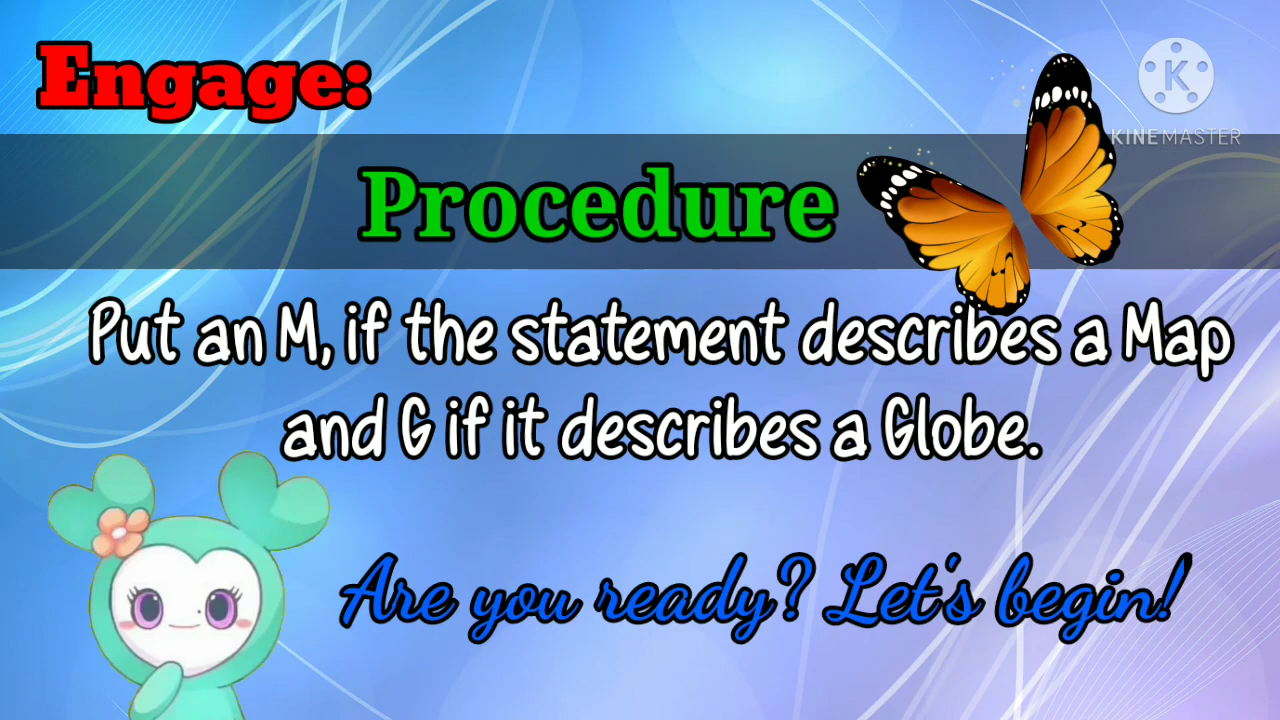 Engage:
K
KINEMASTER
Procedure
Put an M, if the statement describes a Map
and G if it describes a Globe.
Are you ready? Let's begin!